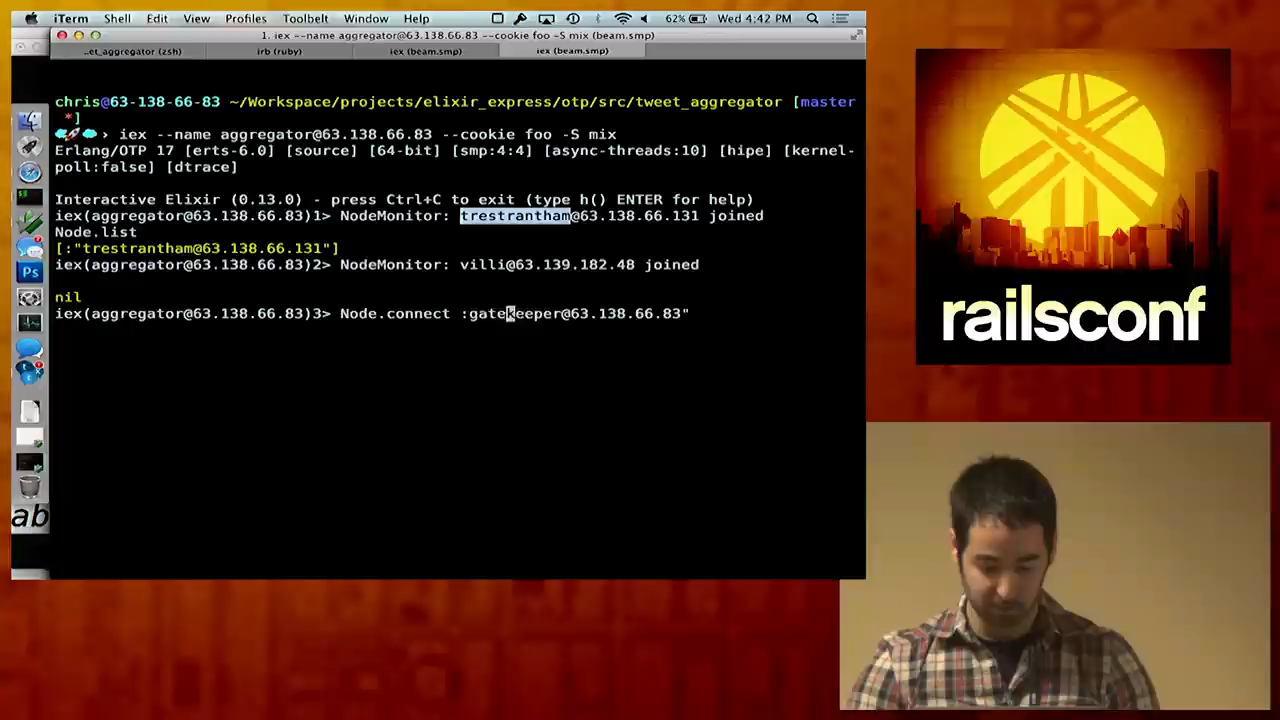 iTerm Shell Edit View Profiles Toolbelt Window Help 62% Wed 4:42 PM
1. iex --name aggregator@63.138.66.83 --cookie foo -S mix (beam.smp)
..et_aggregator (zsh) irb (ruby) iex (beam.smp) iex (beam.smp)
chris@63-138-66-83 ~/Workspace/projects/elixir_express/otp/src/tweet_aggregator [master
*]
› iex --name aggregator@63.138.66.83 --cookie foo -S mix
Erlang/OTP 17 [erts-6.0] [source] [64-bit] [smp:4:4] [async-threads:10] [hipe] [kernel-
poll:false] [dtrace]
Interactive Elixir (0.13.0) - press Ctrl+C to exit (type h() ENTER for help)
iex(aggregator@63.138.66.83)1> NodeMonitor: trestrantham@63.138.66.131 joined
Node.list
[:"trestrantham@63.138.66.131"]
iex(aggregator@63.138.66.83)2> NodeMonitor: villi@63.139.182.48 joined
nil
iex(aggregator@63.138.66.83)3> Node.connect :gatekeeper@63.138.66.83"
Ps
ab
railsconf